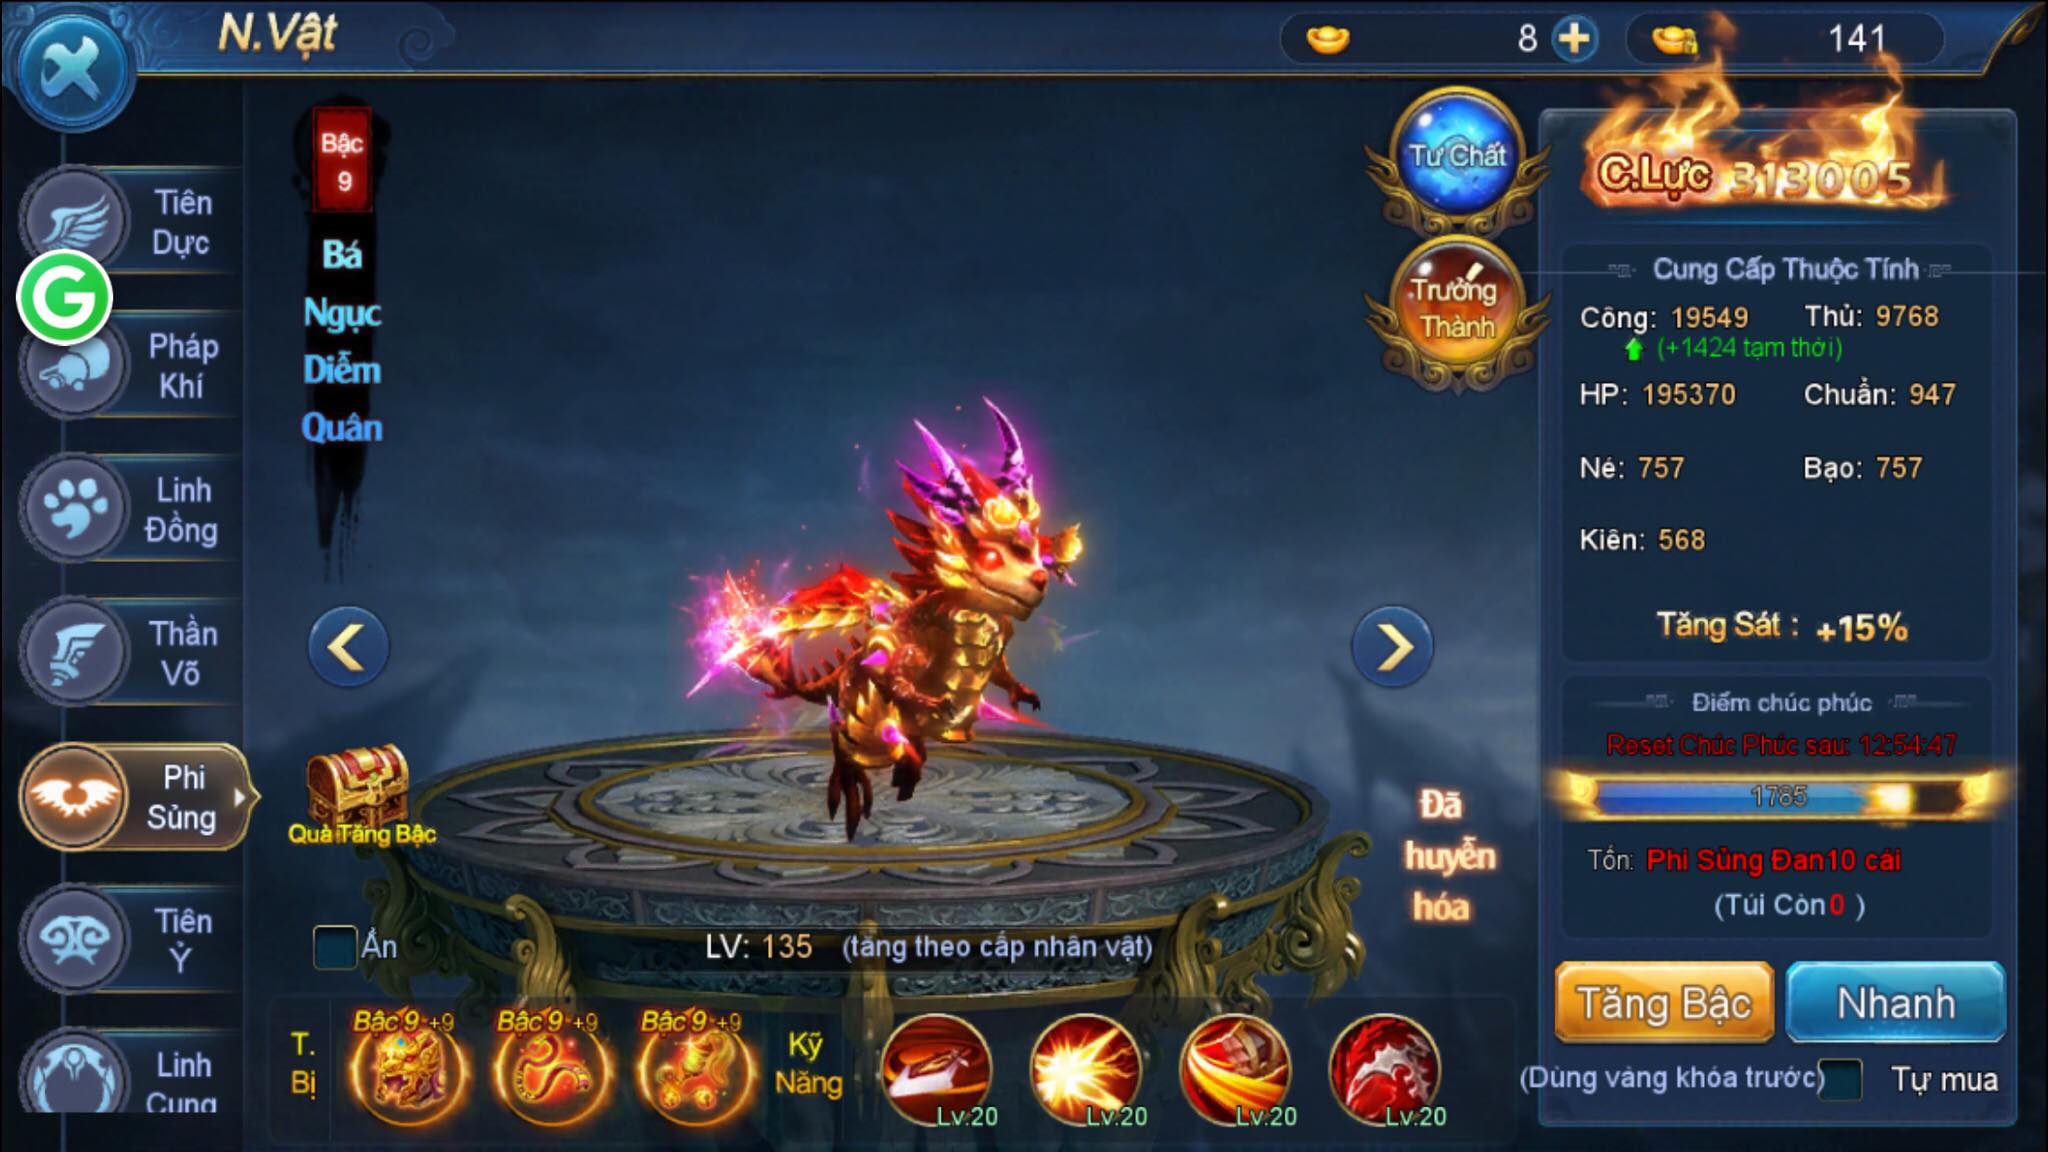 N.Vật
8
141
Bậc
9
Bá
Ngục
Diễm
Quân
Tiên
Dực
G
Pháp
Khí
Linh
Đồng
Thần
Võ
Phi
Sủng
Tiên
Ỷ
Linh
Cung
Quà Tăng Bậc
Ẩn
Tư Chất
Trưởng
Thành
Đã
huyễn
hóa
LV: 135 (tăng theo cấp nhân vật)
T.
Bị
Bậc 9 +9
Bậc 9 +9
Bậc 9 +9
Kỹ
Năng
Lv.20
Lv.20
Lv.20
Lv.20
C.Lực 313005
Cung Cấp Thuộc Tính
Công: 19549 Thủ: 9768
(+1424 tạm thời)
HP: 195370 Chuẩn: 947
Né: 757 Bạo: 757
Kiên: 568
Tăng Sát : +15%
Điểm chúc phúc
Reset Chúc Phúc sau: 12:54:47
1785
Tốn: Phi Sủng Đan10 cái
(Túi Còn0 )
Tăng Bậc
Nhanh
(Dùng vàng khóa trước) Tự mua